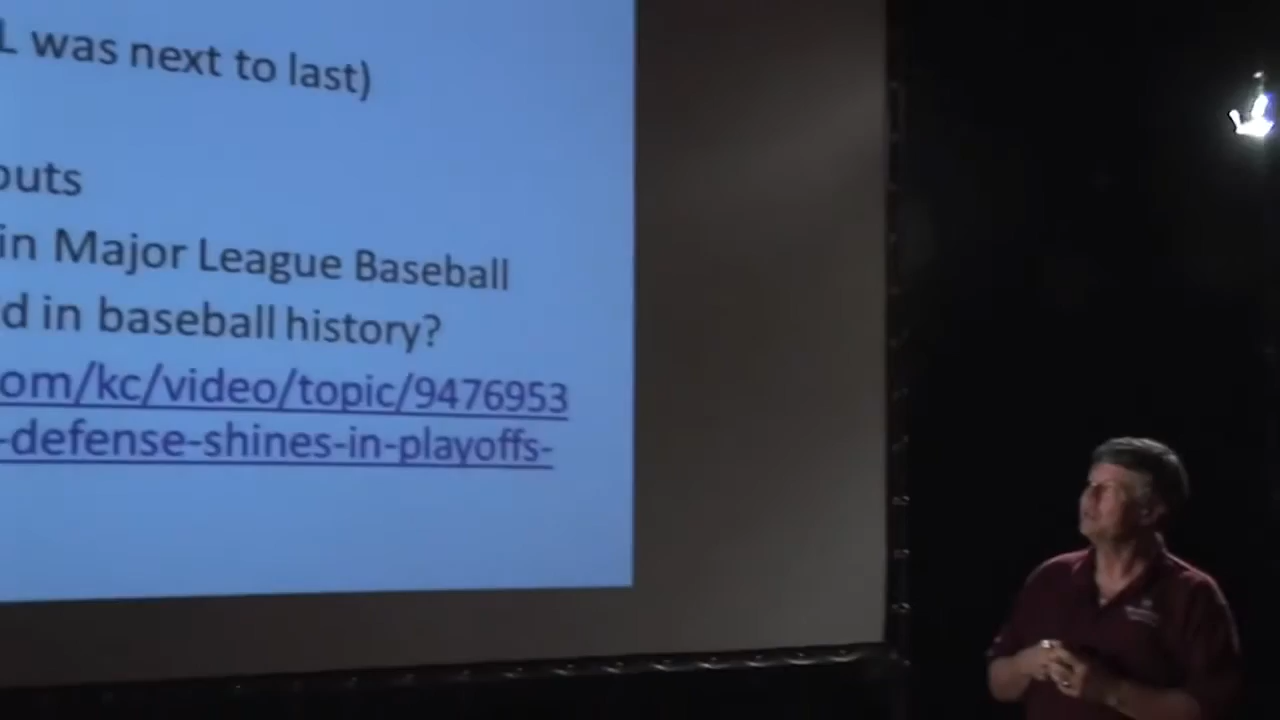 was next to last)
in Major League Baseball
d in baseball history?
om/kc/video/topic/9476953
-defense-shines-in-playoffs-